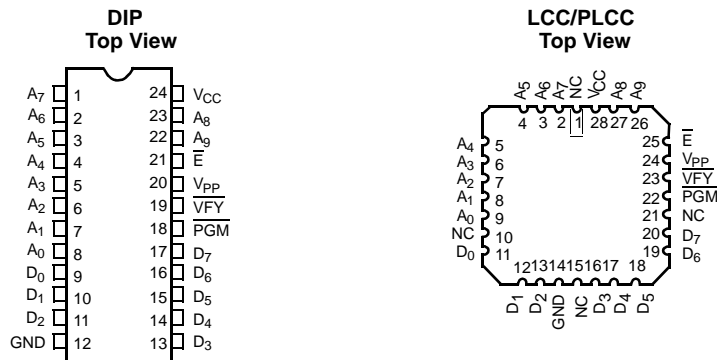 DIP
Top View
A7 1 24 VCC
A6 2 23 A8
A5 3 22 A9
A4 4 21 E̅
A3 5 20 VPP
A2 6 19 V̅F̅Y̅
A1 7 18 P̅G̅M̅
A0 8 17 D7
D0 9 16 D6
D1 10 15 D5
D2 11 14 D4
GND 12 13 D3
LCC/PLCC
Top View
A5 A6 A7 NC VCC A8 A9
4 3 2 1 28 27 26
A4 5 25 E̅
A3 6 24 VPP
A2 7 23 V̅F̅Y̅
A1 8 22 P̅G̅M̅
A0 9 21 NC
NC 10 20 D7
D0 11 19 D6
12 13 14 15 16 17 18
D1 D2 GND NC D3 D4 D5